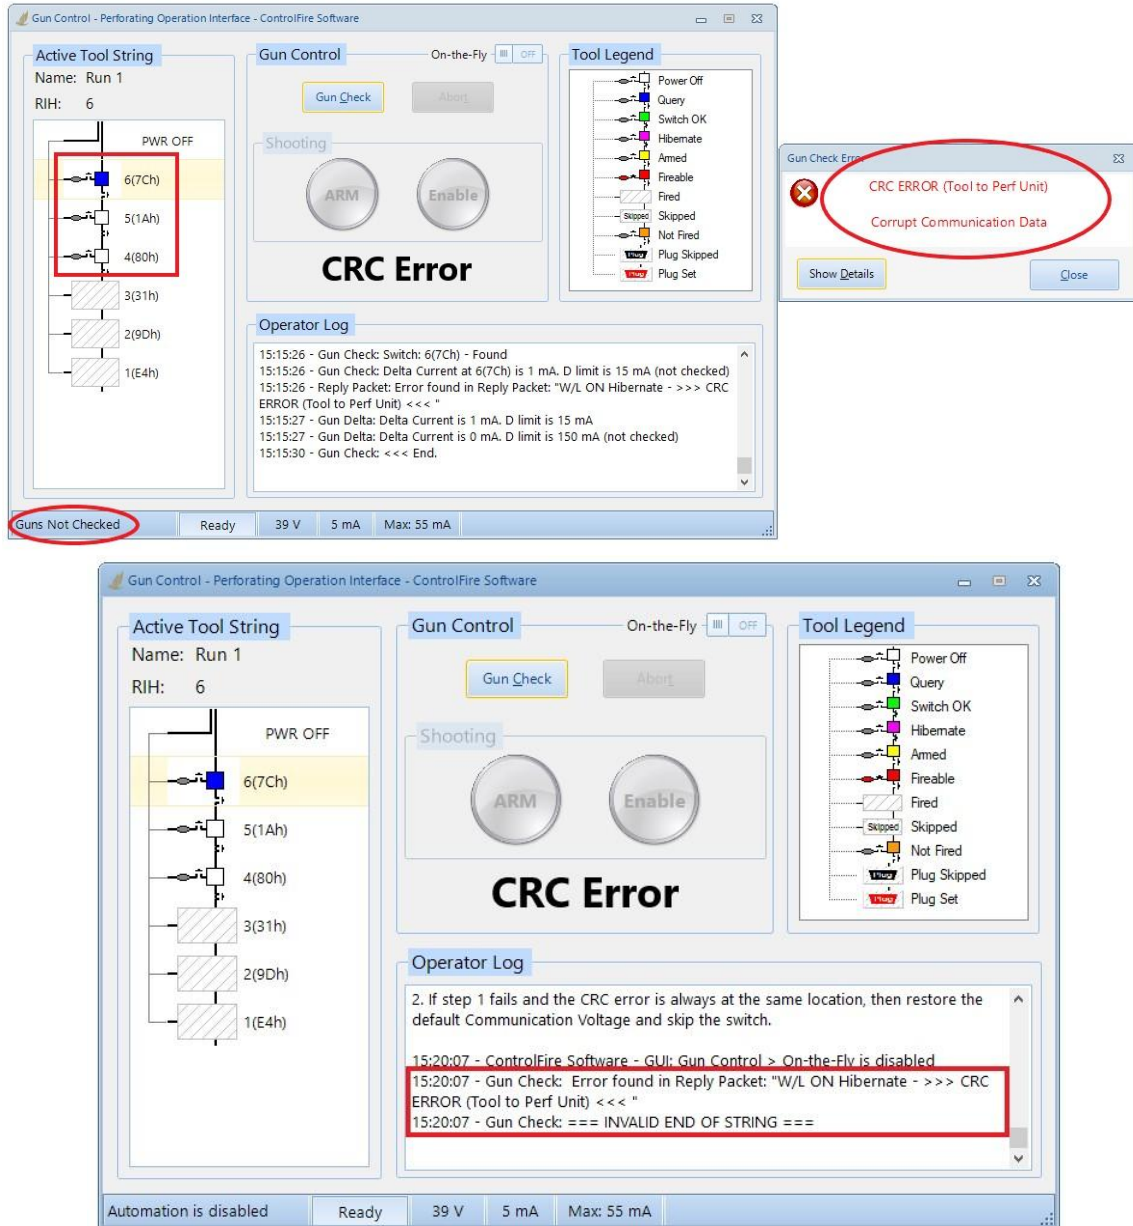 Gun Control - Perforating Operation Interface - ControlFire Software
Active Tool String
Name: Run 1
RIH: 6
PWR OFF
6(7Ch)
5(1Ah)
4(80h)
3(31h)
2(9Dh)
1(E4h)
Gun Control
On-the-Fly
OFF
Gun Check
Abort
Shooting
ARM
Enable
CRC Error
Tool Legend
Power Off
Query
Switch OK
Hibernate
Armed
Fireable
Fired
Skipped Skipped
Not Fired
Plug Plug Skipped
Plug Plug Set
Operator Log
15:15:26 - Gun Check: Switch: 6(7Ch) - Found
15:15:26 - Gun Check: Delta Current at 6(7Ch) is 1 mA. D limit is 15 mA (not checked)
15:15:26 - Reply Packet: Error found in Reply Packet: "W/L ON Hibernate - >>> CRC
ERROR (Tool to Perf Unit) <<< "
15:15:27 - Gun Delta: Delta Current is 1 mA. D limit is 15 mA
15:15:27 - Gun Delta: Delta Current is 0 mA. D limit is 150 mA (not checked)
15:15:30 - Gun Check: <<< End.
Guns Not Checked
Ready
39 V
5 mA
Max: 55 mA
Gun Check Error
CRC ERROR (Tool to Perf Unit)
Corrupt Communication Data
Show Details
Close
Gun Control - Perforating Operation Interface - ControlFire Software
Active Tool String
Name: Run 1
RIH: 6
PWR OFF
6(7Ch)
5(1Ah)
4(80h)
3(31h)
2(9Dh)
1(E4h)
Gun Control
On-the-Fly
OFF
Gun Check
Abort
Shooting
ARM
Enable
CRC Error
Tool Legend
Power Off
Query
Switch OK
Hibernate
Armed
Fireable
Fired
Skipped Skipped
Not Fired
Plug Plug Skipped
Plug Plug Set
Operator Log
2. If step 1 fails and the CRC error is always at the same location, then restore the
default Communication Voltage and skip the switch.
15:20:07 - ControlFire Software - GUI: Gun Control > On-the-Fly is disabled
15:20:07 - Gun Check: Error found in Reply Packet: "W/L ON Hibernate - >>> CRC
ERROR (Tool to Perf Unit) <<< "
15:20:07 - Gun Check: === INVALID END OF STRING ===
Automation is disabled
Ready
39 V
5 mA
Max: 55 mA